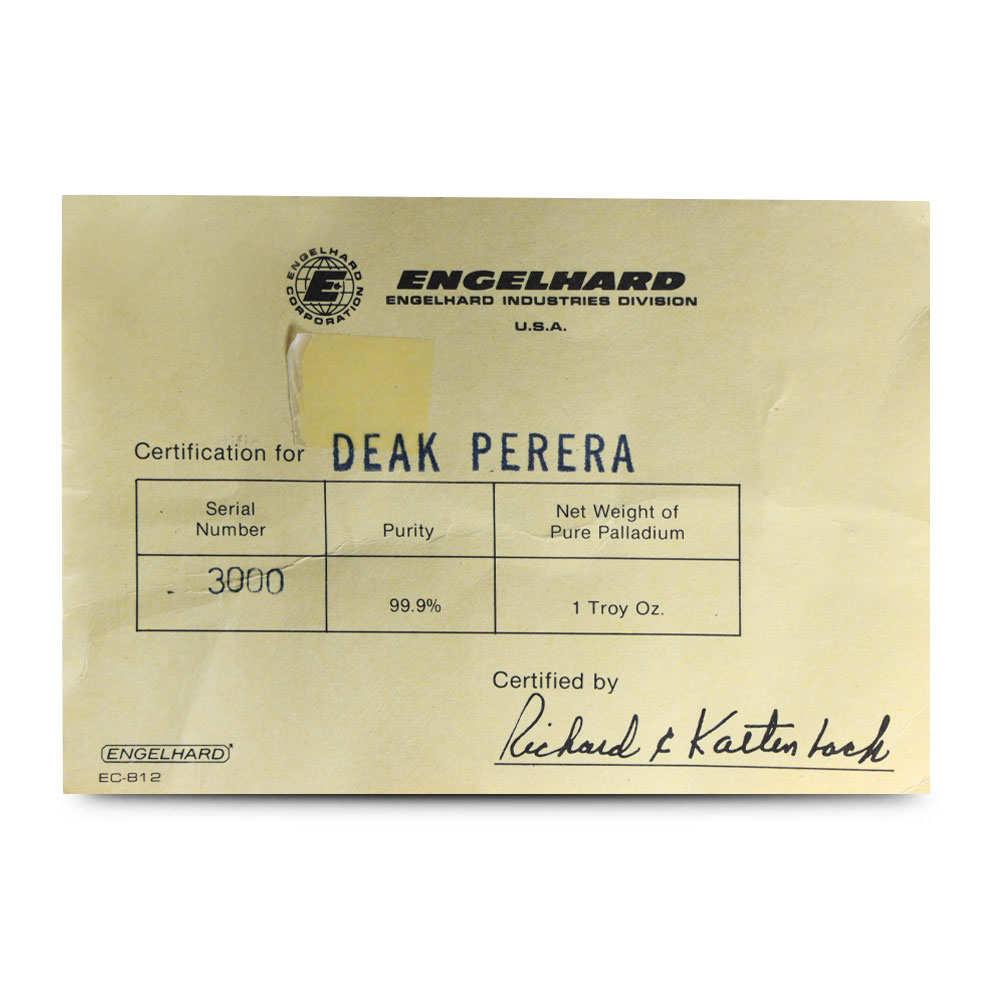 ENGELHARD CORPORATION
E
ENGELHARD
ENGELHARD INDUSTRIES DIVISION
U.S.A.
Certification for DEAK PERERA
Serial Number
Purity
Net Weight of Pure Palladium
3000
99.9%
1 Troy Oz.
Certified by
Richard C Kaltenback
ENGELHARD
EC-812